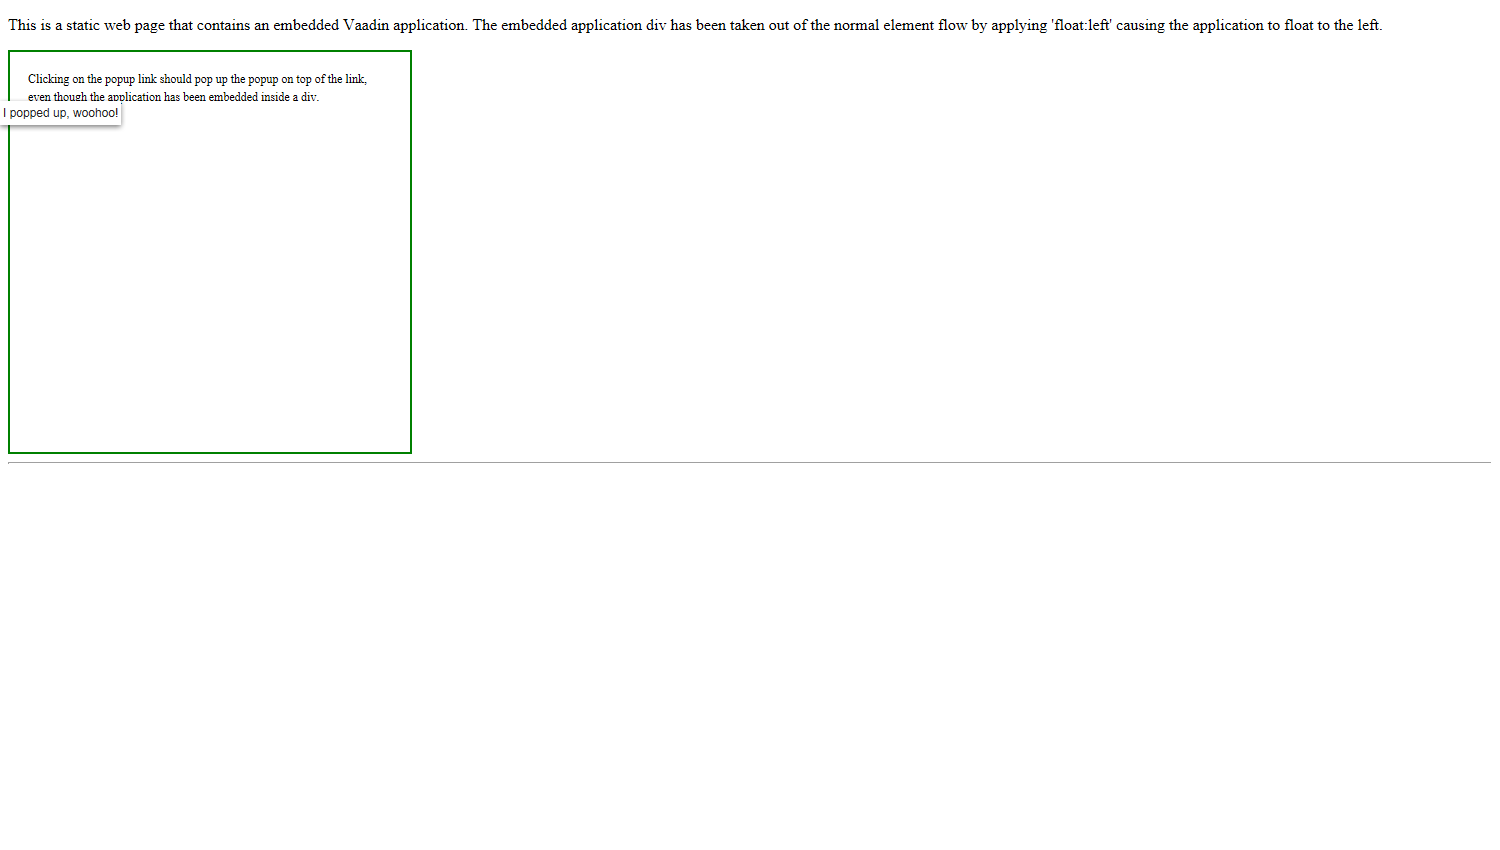 This is a static web page that contains an embedded Vaadin application. The embedded application div has been taken out of the normal element flow by applying 'float:left' causing the application to float to the left.
Clicking on the popup link should pop up the popup on top of the link,
even though the application has been embedded inside a div.
I popped up, woohoo!